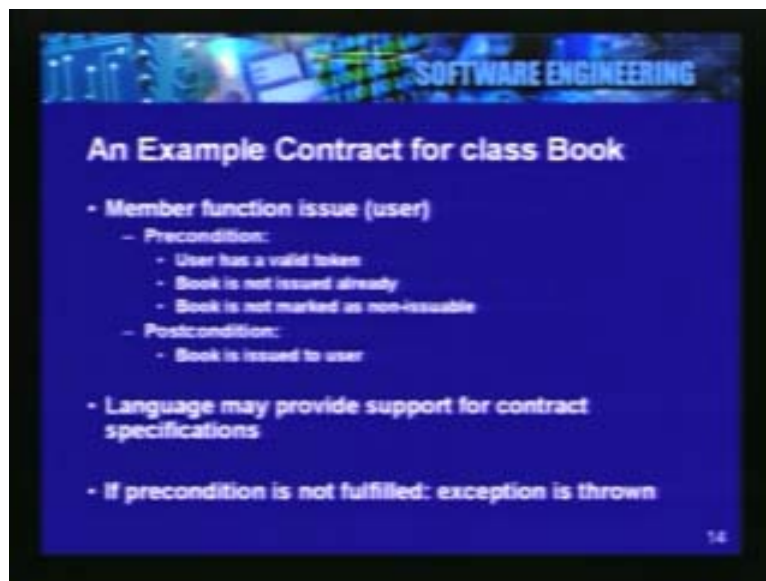 SOFTWARE ENGINEERING
An Example Contract for class Book
- Member function issue (user)
– Precondition:
- User has a valid token
- Book is not issued already
- Book is not marked as non-issuable
– Postcondition:
- Book is issued to user
- Language may provide support for contract
specifications
- If precondition is not fulfilled: exception is thrown
14